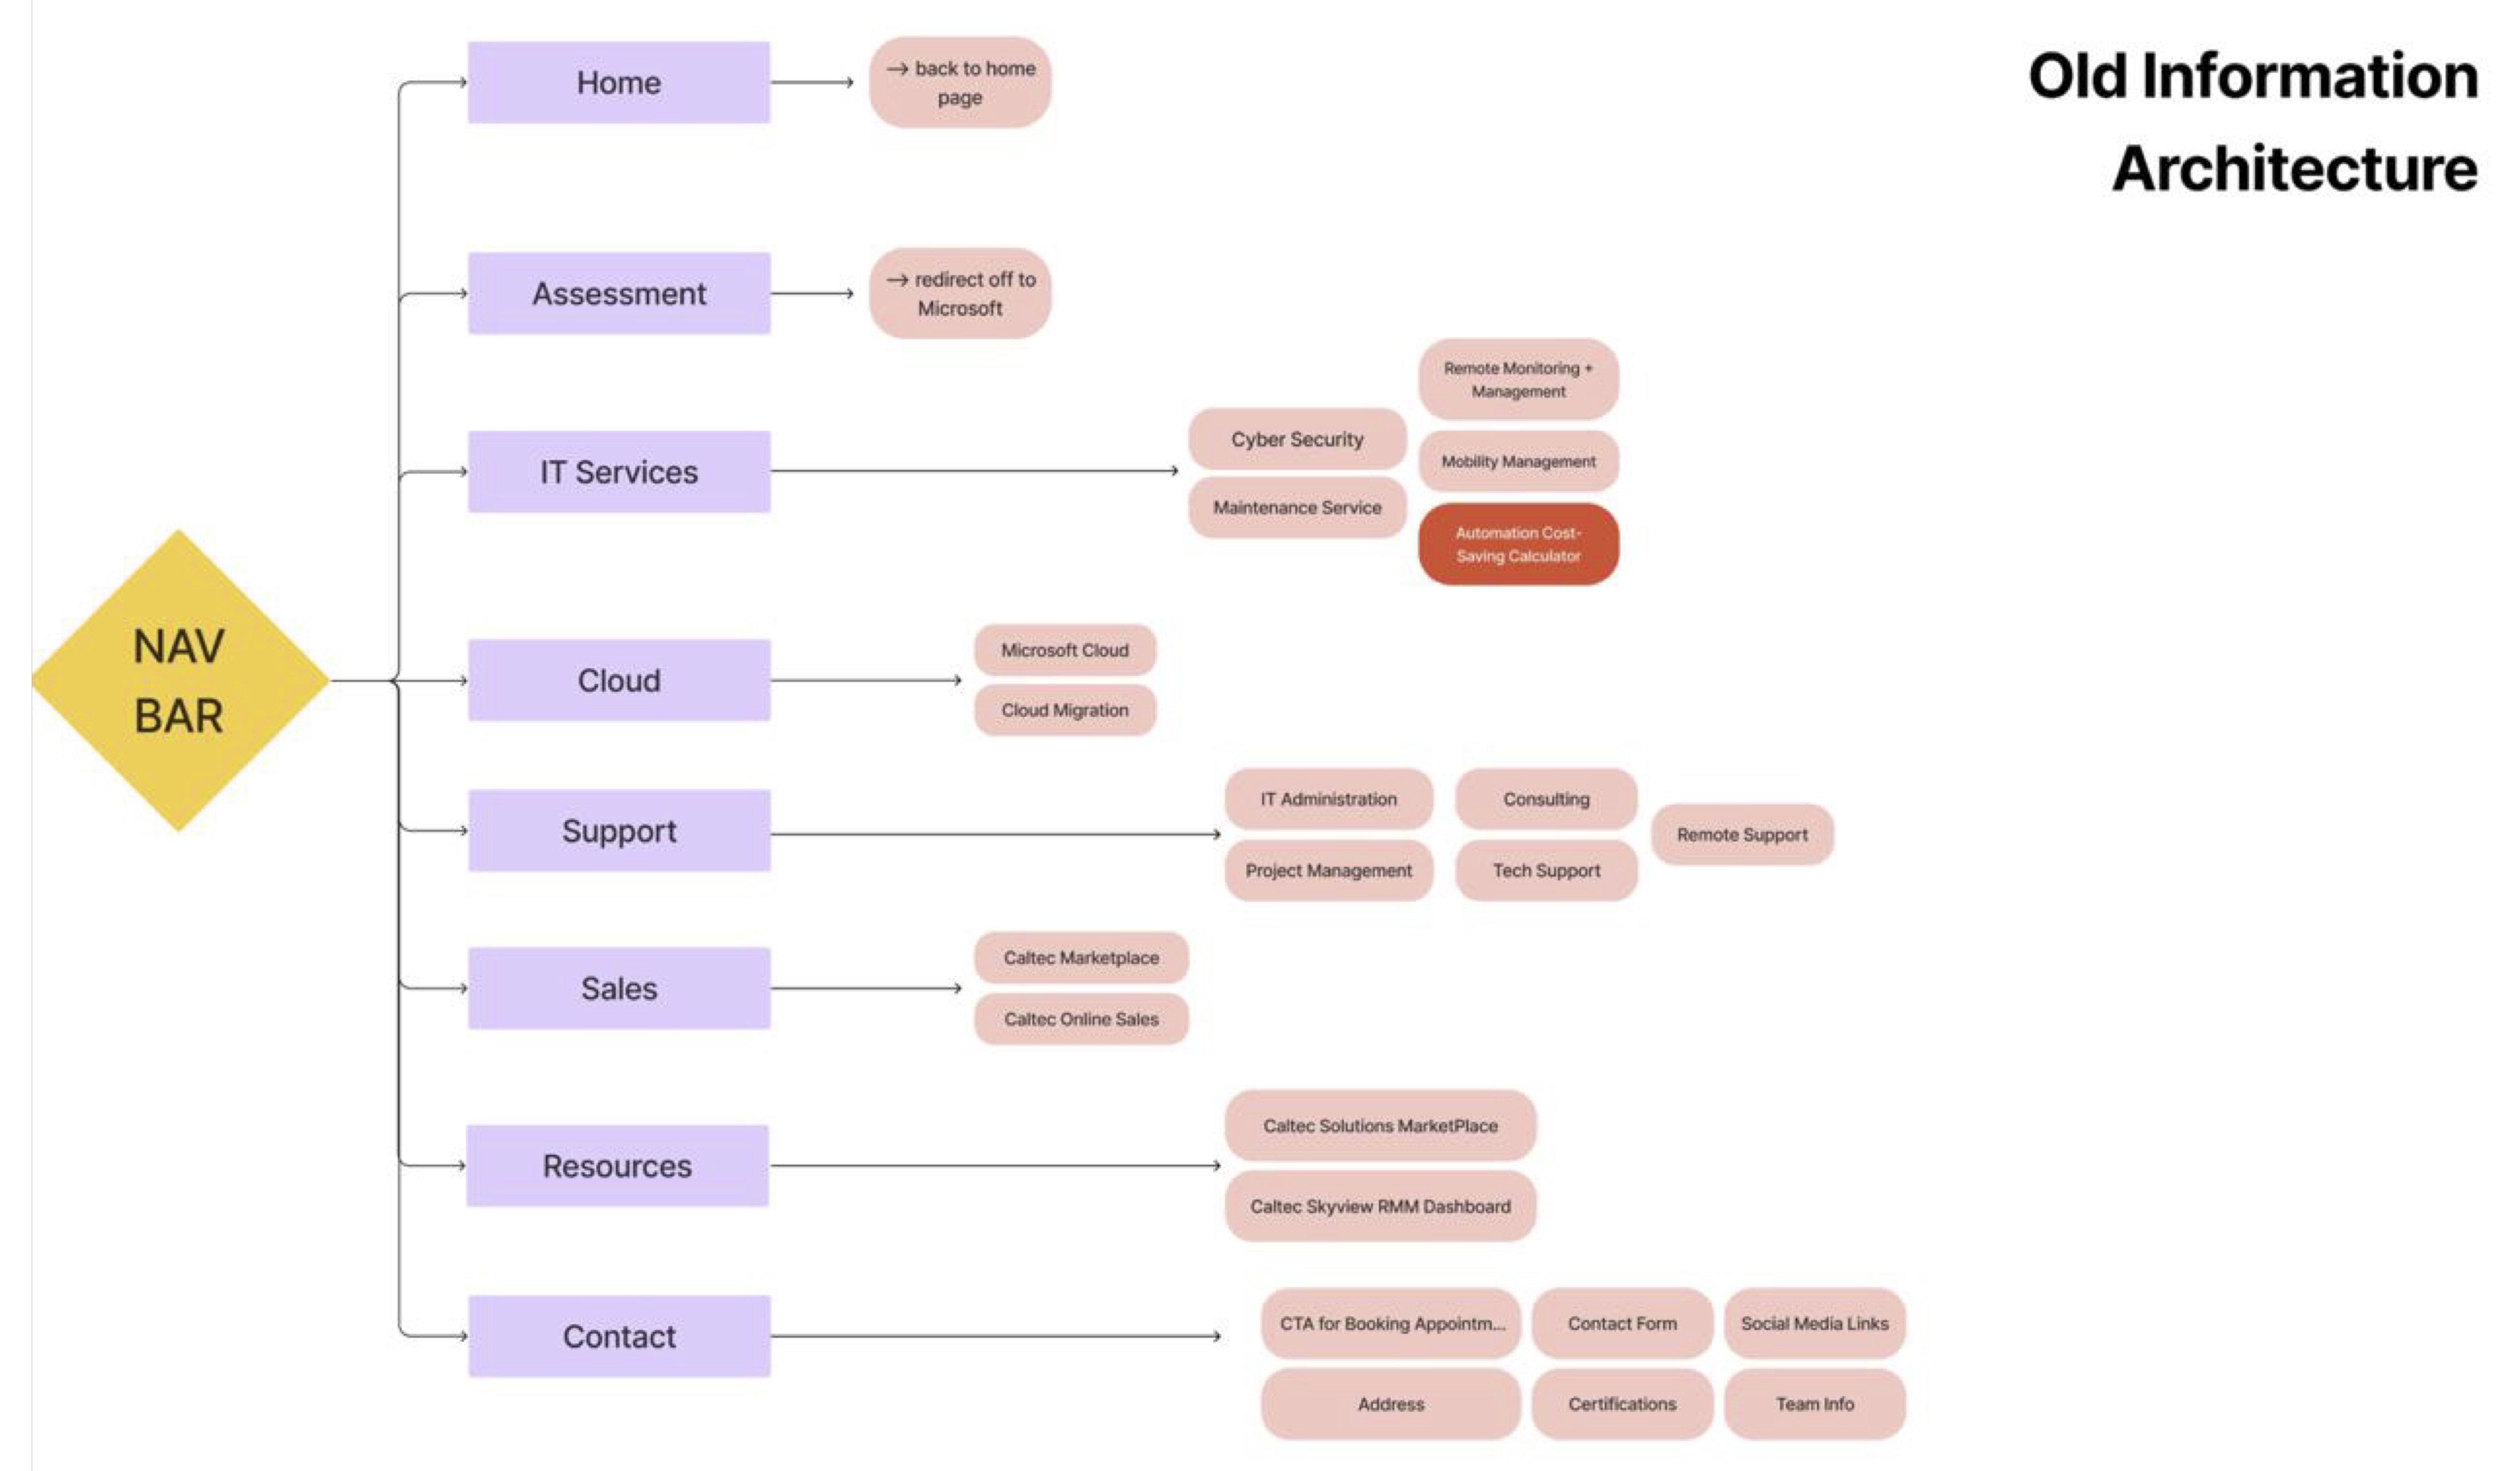 Old Information
Architecture
NAV
BAR
Home
→ back to home
page
Assessment
→ redirect off to
Microsoft
IT Services
Cyber Security
Maintenance Service
Remote Monitoring +
Management
Mobility Management
Automation Cost-
Saving Calculator
Cloud
Microsoft Cloud
Cloud Migration
Support
IT Administration
Project Management
Consulting
Tech Support
Remote Support
Sales
Caltec Marketplace
Caltec Online Sales
Resources
Caltec Solutions MarketPlace
Caltec Skyview RMM Dashboard
Contact
CTA for Booking Appointm...
Contact Form
Social Media Links
Address
Certifications
Team Info